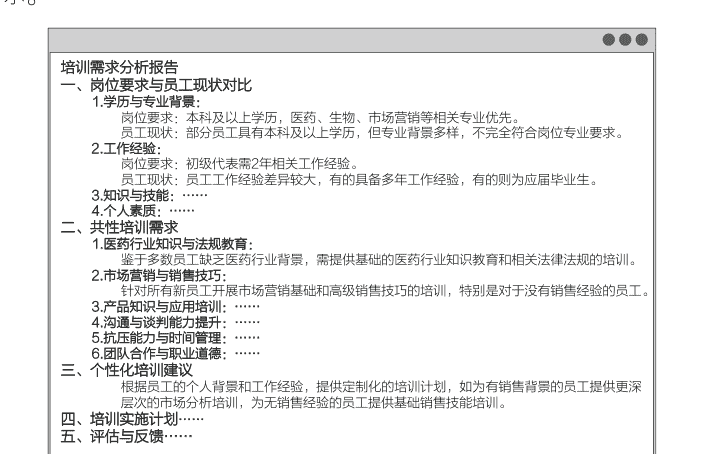 培训需求分析报告
一、岗位要求与员工现状对比
1.学历与专业背景：
岗位要求：本科及以上学历，医药、生物、市场营销等相关专业优先。
员工现状：部分员工具有本科及以上学历，但专业背景多样，不完全符合岗位专业要求。
2.工作经验：
岗位要求：初级代表需2年相关工作经验。
员工现状：员工工作经验差异较大，有的具备多年工作经验，有的则为应届毕业生。
3.知识与技能：……
4.个人素质：……
二、共性培训需求
1.医药行业知识与法规教育：
鉴于多数员工缺乏医药行业背景，需提供基础的医药行业知识教育和相关法律法规的培训。
2.市场营销与销售技巧：
针对所有新员工开展市场营销基础和高级销售技巧的培训，特别是对于没有销售经验的员工。
3.产品知识与应用培训：……
4.沟通与谈判能力提升：……
5.抗压能力与时间管理：……
6.团队合作与职业道德：……
三、个性化培训建议
根据员工的个人背景和工作经验，提供定制化的培训计划，如为有销售背景的员工提供更深
层次的市场分析培训，为无销售经验的员工提供基础销售技能培训。
四、培训实施计划……
五、评估与反馈……